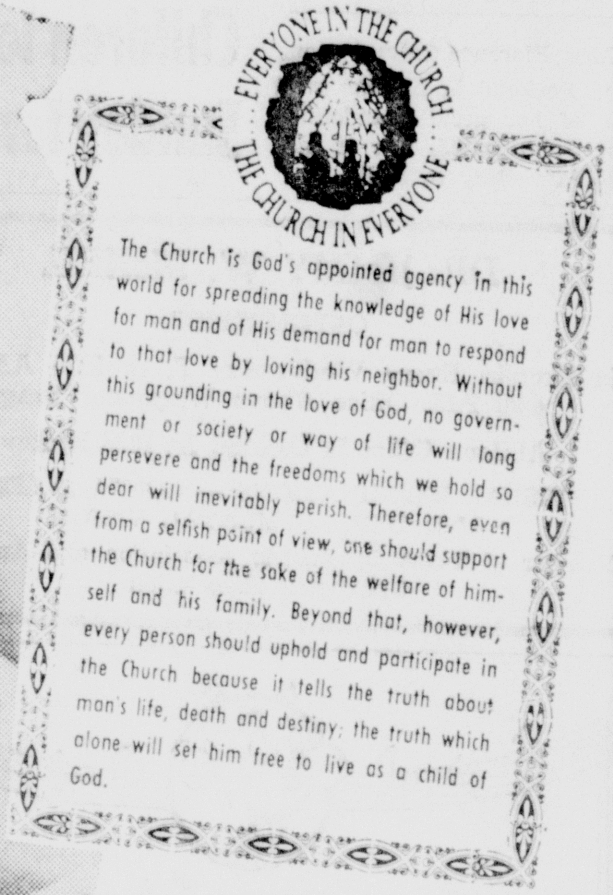 EVERYONE IN THE CHURCH
THE CHURCH IN EVERYONE
The Church is God's appointed agency in this
world for spreading the knowledge of His love
for man and of His demand for man to respond
to that love by loving his neighbor. Without
this grounding in the love of God, no govern-
ment or society or way of life will long
persevere and the freedoms which we hold so
dear will inevitably perish. Therefore, even
from a selfish point of view, one should support
the Church for the sake of the welfare of him-
self and his family. Beyond that, however,
every person should uphold and participate in
the Church because it tells the truth about
man's life, death and destiny; the truth which
alone will set him free to live as a child of
God.